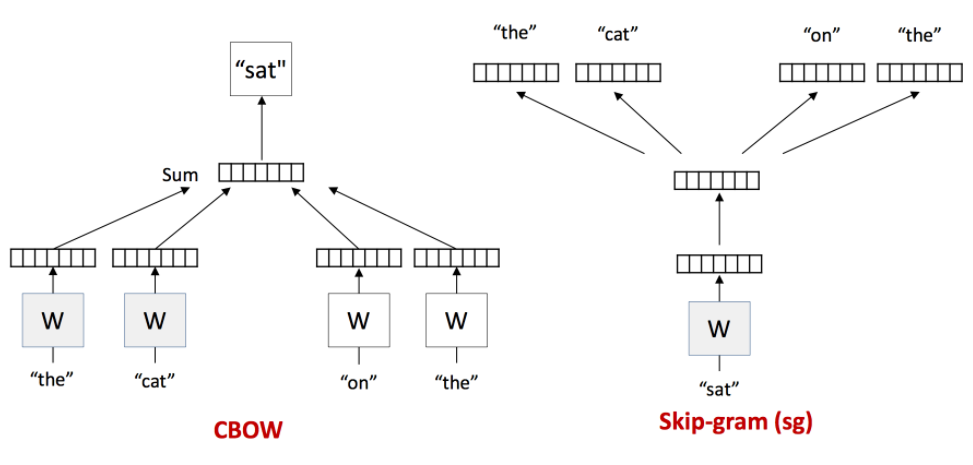 “sat"
Sum
W
W
W
W
“the”
“cat”
“on”
“the”
CBOW
“the”
“cat”
“on”
“the”
W
“sat”
Skip-gram (sg)